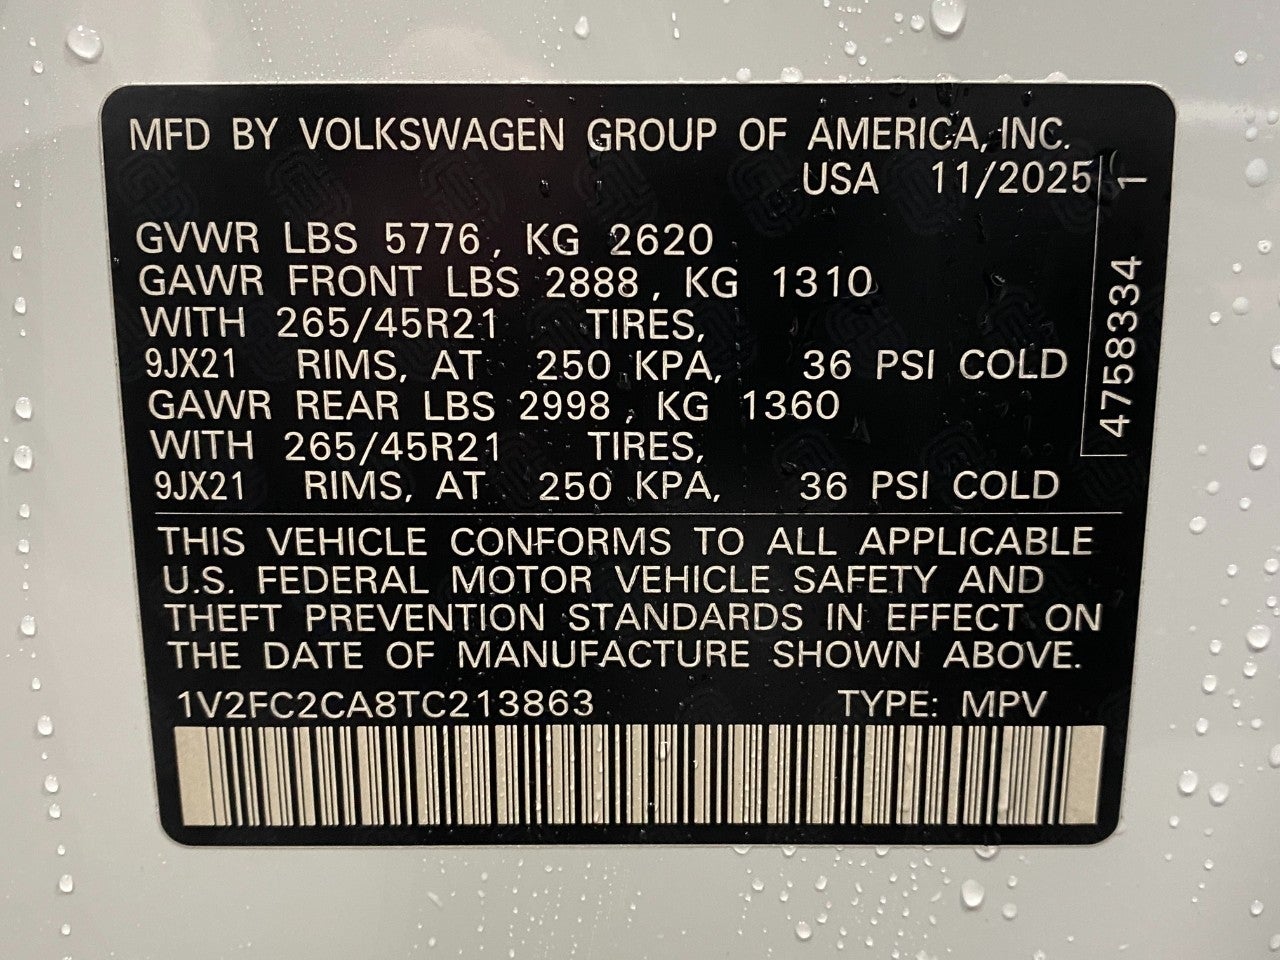 MFD BY VOLKSWAGEN GROUP OF AMERICA, INC.
USA 11/2025
GVWR LBS 5776, KG 2620
GAWR FRONT LBS 2888, KG 1310
WITH 265/45R21 TIRES,
9JX21 RIMS, AT 250 KPA, 36 PSI COLD
GAWR REAR LBS 2998, KG 1360
WITH 265/45R21 TIRES,
9JX21 RIMS, AT 250 KPA, 36 PSI COLD
THIS VEHICLE CONFORMS TO ALL APPLICABLE
U.S. FEDERAL MOTOR VEHICLE SAFETY AND
THEFT PREVENTION STANDARDS IN EFFECT ON
THE DATE OF MANUFACTURE SHOWN ABOVE.
1V2FC2CA8TC213863 TYPE: MPV
4758334 1